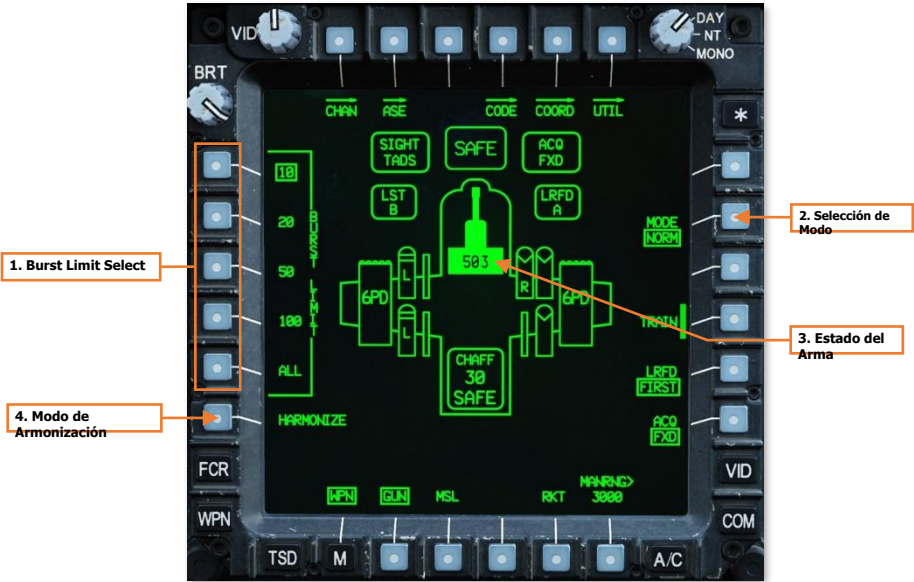 VID
DAY
NT
MONO
BRT
CHAN
ASE
CODE
COORD
UTIL
*
SIGHT
TADS
SAFE
ACQ
FXD
10
LST
B
LRFD
A
20
BURST LIMIT
MODE
NORM
2. Selección de
Modo
1. Burst Limit Select
50
503
L
R
6PD
6PD
100
L
TRAIN
3. Estado del
Arma
CHAFF
30
SAFE
ALL
LRFD
FIRST
4. Modo de
Armonización
HARMONIZE
ACQ
FXD
FCR
VID
MANRNG>
WPN
GUN
MSL
RKT
3000
WPN
COM
TSD
M
A/C